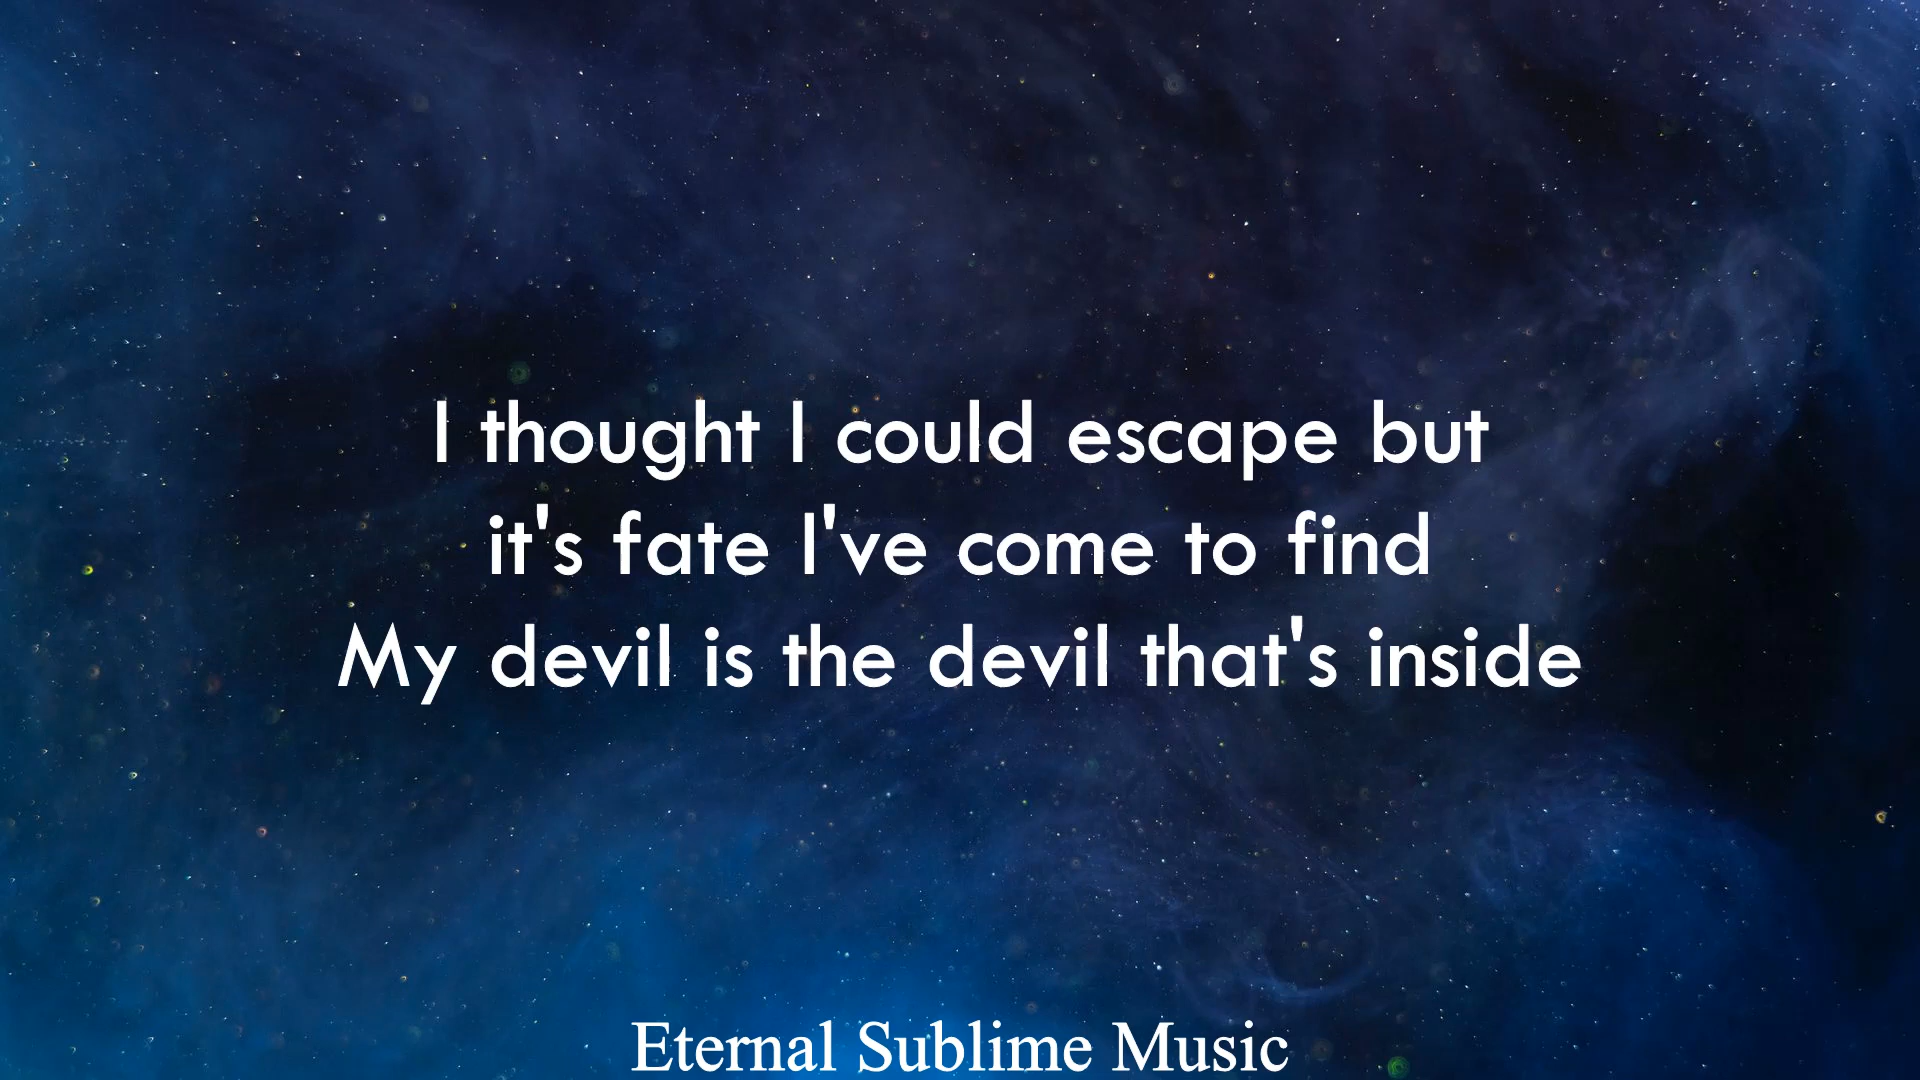 I thought I could escape but
it's fate I've come to find
My devil is the devil that's inside
Eternal Sublime Music